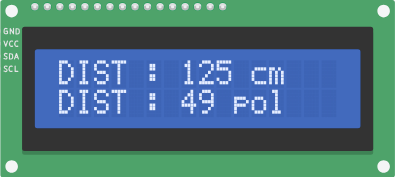 GND
VCC
SDA
SCL
DIST : 125 cm
DIST : 49 pol